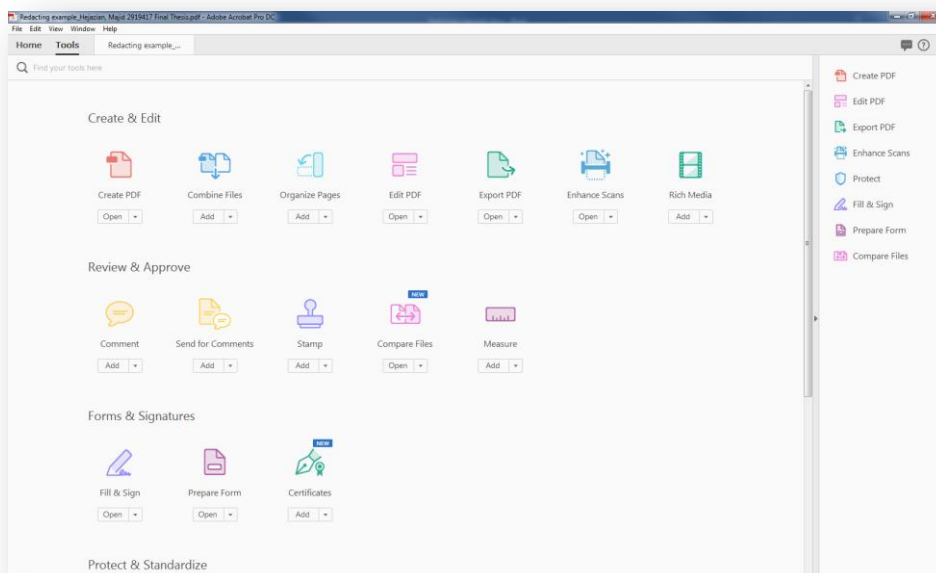 Redacting example_Hejazian, Majid 2919417 Final Thesis.pdf - Adobe Acrobat Pro DC
File Edit View Window Help
Home Tools Redacting example_...
Find your tools here
Create & Edit
Create PDF Combine Files Organize Pages Edit PDF Export PDF Enhance Scans Rich Media
Open Add Add Open Open Open Add
Review & Approve
NEW
Comment Send for Comments Stamp Compare Files Measure
Add Add Add Open Add
Forms & Signatures
NEW
Fill & Sign Prepare Form Certificates
Open Open Add
Protect & Standardize
Create PDF
Edit PDF
Export PDF
Enhance Scans
Protect
Fill & Sign
Prepare Form
Compare Files